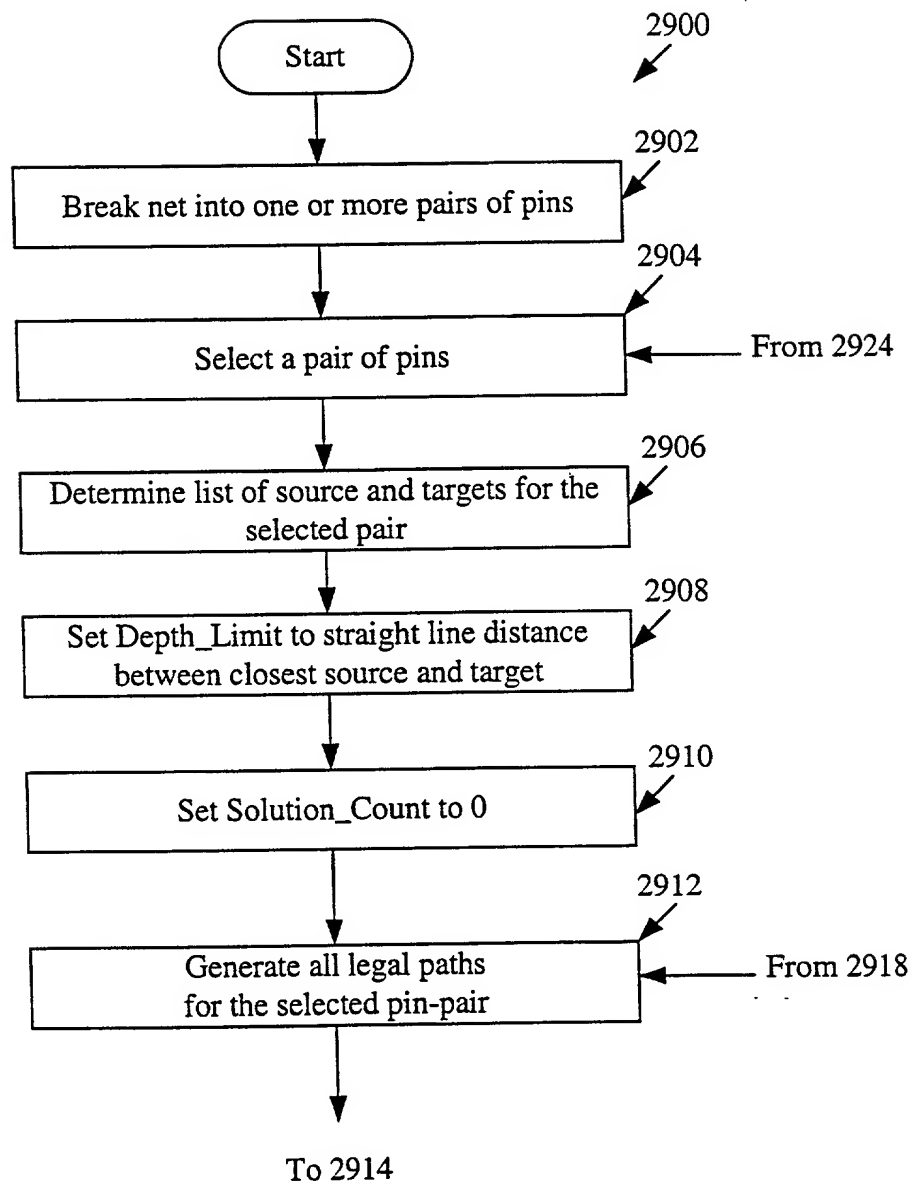 2900
Start
2902
Break net into one or more pairs of pins
2904
Select a pair of pins
From 2924
2906
Determine list of source and targets for the
selected pair
2908
Set Depth_Limit to straight line distance
between closest source and target
2910
Set Solution_Count to 0
2912
Generate all legal paths
for the selected pin-pair
From 2918
To 2914